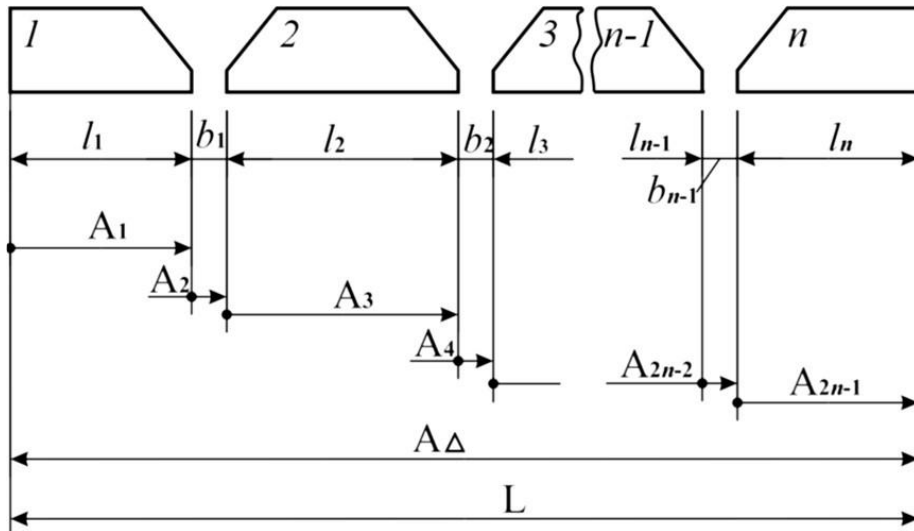 1 2 3 n-1 n
l1 b1 l2 b2 l3 ln-1 ln
bn-1
A1
A2 A3
A4 A2n-2 A2n-1
A△
L